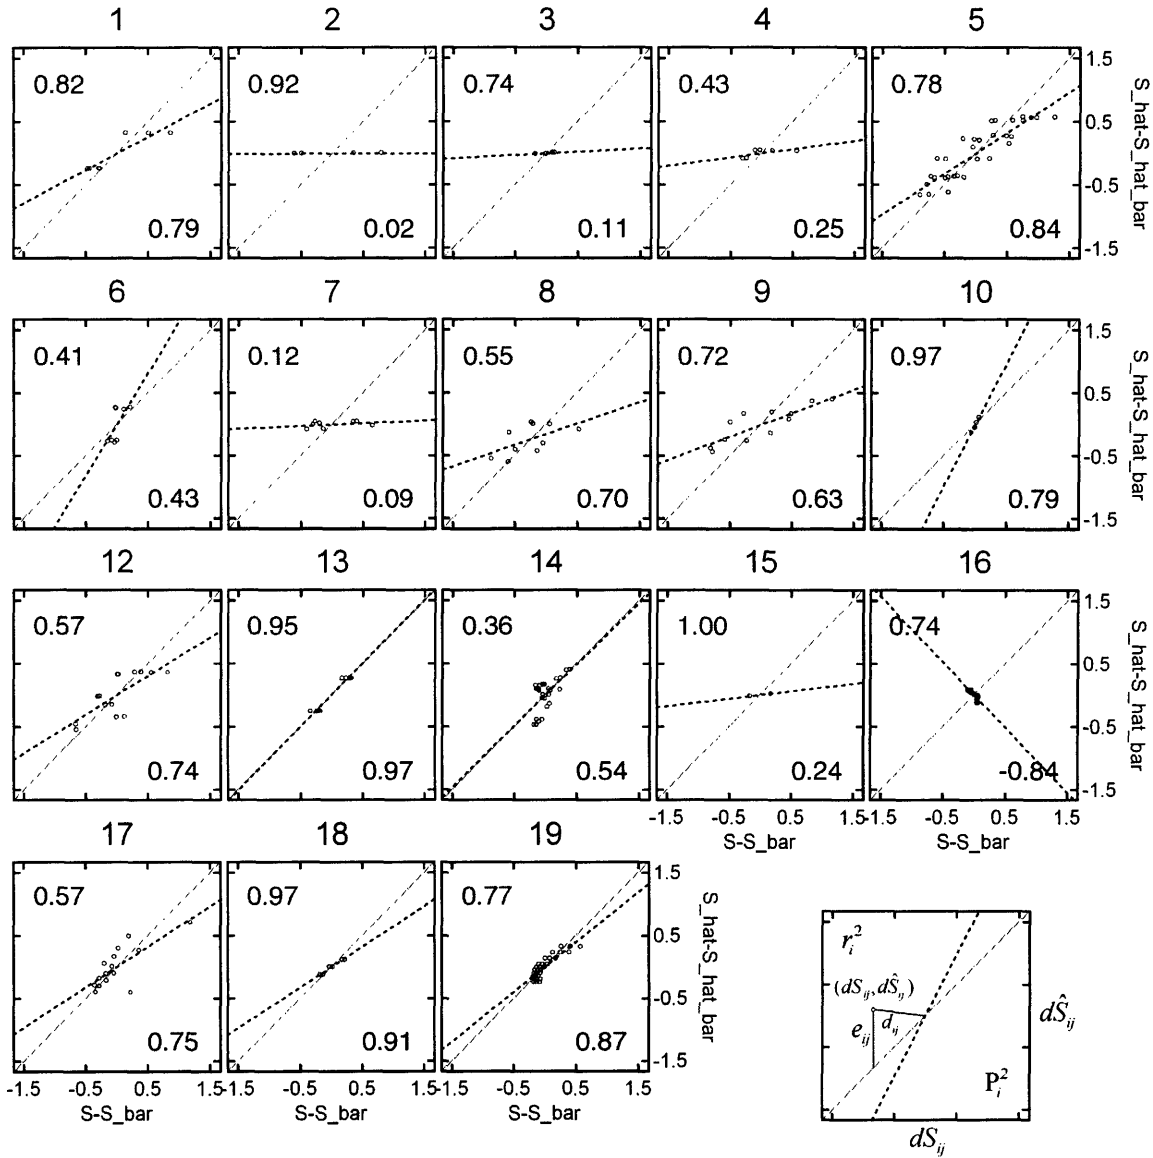 1 2 3 4 5
0.82 0.92 0.74 0.43 0.78
0.79 0.02 0.11 0.25 0.84
1.5
0.5
-0.5
-1.5
S_hat-S_hat_bar
6 7 8 9 10
0.41 0.12 0.55 0.72 0.97
0.43 0.09 0.70 0.63 0.79
1.5
0.5
-0.5
-1.5
S_hat-S_hat_bar
12 13 14 15 16
0.57 0.95 0.36 1.00 0.74
0.74 0.97 0.54 0.24 -0.84
1.5
0.5
-0.5
-1.5
S_hat-S_hat_bar
-1.5 -0.5 0.5 1.5 -1.5 -0.5 0.5 1.5
S-S_bar S-S_bar
17 18 19
0.57 0.97 0.77
0.75 0.91 0.87
1.5
0.5
-0.5
-1.5
S_hat-S_hat_bar
-1.5 -0.5 0.5 1.5 -1.5 -0.5 0.5 1.5 -1.5 -0.5 0.5 1.5
S-S_bar S-S_bar S-S_bar
r_i^2
(dS_ij, dŜ_ij)
e_ij d_ij
P_i^2
dŜ_ij
dS_ij